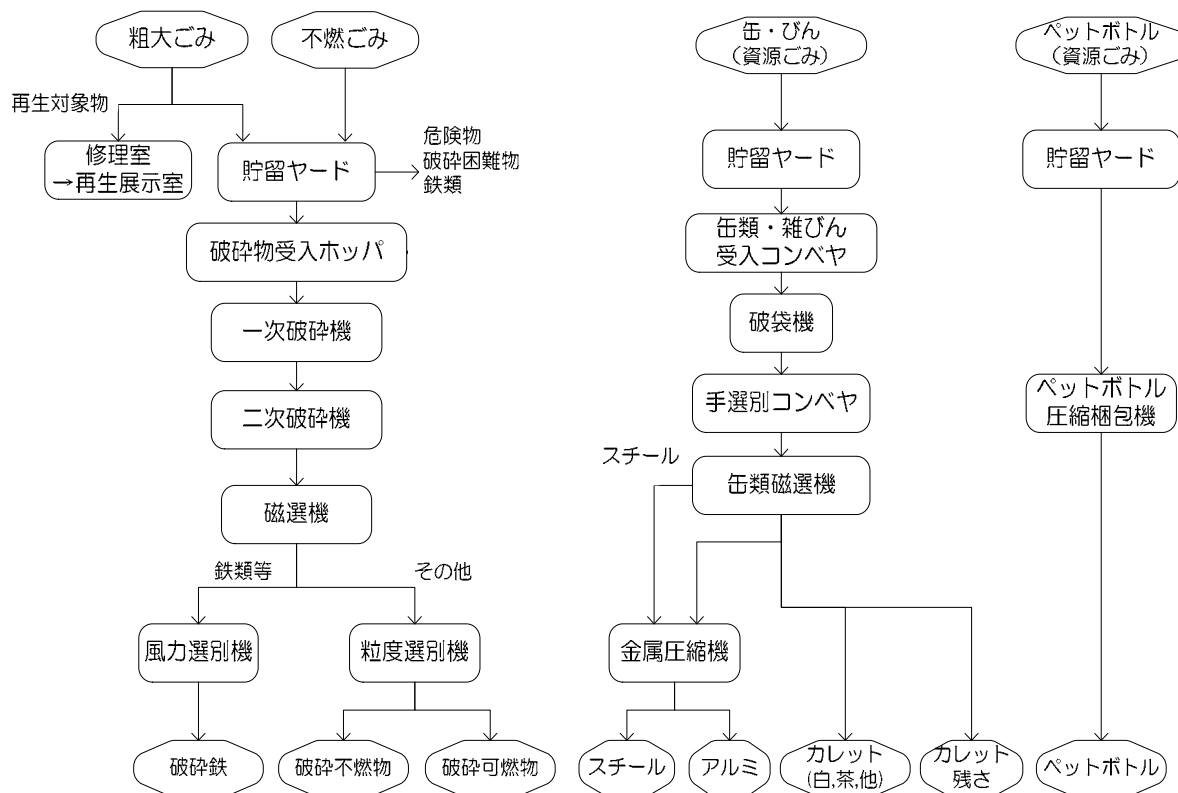 粗大ごみ
不燃ごみ
缶・びん
（資源ごみ）
ペットボトル
（資源ごみ）
再生対象物
修理室
→再生展示室
貯留ヤード
危険物
破砕困難物
鉄類
貯留ヤード
貯留ヤード
破砕物受入ホッパ
缶類・雑びん
受入コンベヤ
一次破砕機
破袋機
二次破砕機
手選別コンベヤ
ペットボトル
圧縮梱包機
スチール
缶類磁選機
磁選機
鉄類等
その他
風力選別機
粒度選別機
金属圧縮機
破砕鉄
破砕不燃物
破砕可燃物
スチール
アルミ
カレット
(白,茶,他)
カレット
残さ
ペットボトル